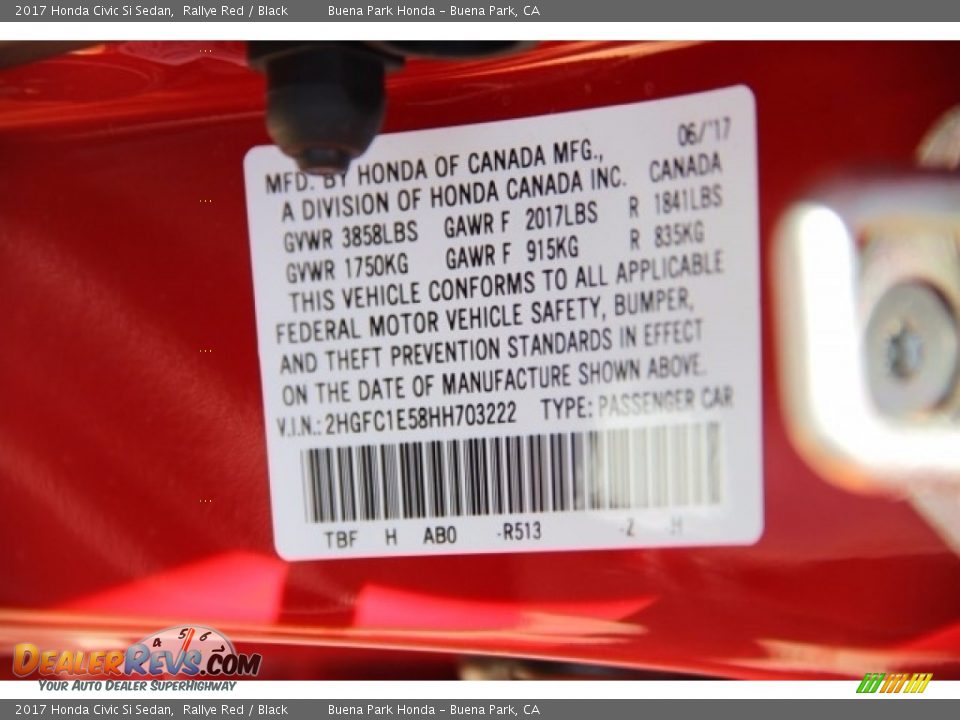 2017 Honda Civic Si Sedan, Rallye Red / Black Buena Park Honda - Buena Park, CA
06/'17
MFD. BY HONDA OF CANADA MFG.,
A DIVISION OF HONDA CANADA INC. CANADA
GVWR 3858LBS GAWR F 2017LBS R 1841LBS
GVWR 1750KG GAWR F 915KG R 835KG
THIS VEHICLE CONFORMS TO ALL APPLICABLE
FEDERAL MOTOR VEHICLE SAFETY, BUMPER,
AND THEFT PREVENTION STANDARDS IN EFFECT
ON THE DATE OF MANUFACTURE SHOWN ABOVE.
V.I.N.: 2HGFC1E58HH703222 TYPE: PASSENGER CAR
TBF H AB0 -R513 -Z H
4 5 6
DEALERREVS.COM
YOUR AUTO DEALER SUPERHIGHWAY
2017 Honda Civic Si Sedan, Rallye Red / Black Buena Park Honda - Buena Park, CA